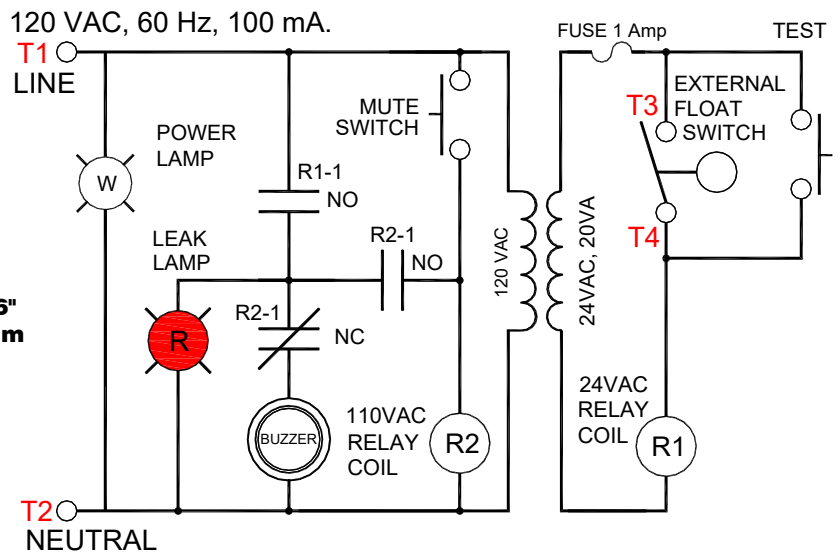 120 VAC, 60 Hz, 100 mA.
T1
LINE
FUSE 1 Amp
TEST
POWER
LAMP
W
MUTE
SWITCH
T3
EXTERNAL
FLOAT
SWITCH
R1-1
NO
LEAK
LAMP
R2-1
NO
120 VAC
24VAC, 20VA
T4
6"
m
R
R2-1
NC
BUZZER
110VAC
RELAY
COIL
R2
24VAC
RELAY
COIL
R1
T2
NEUTRAL